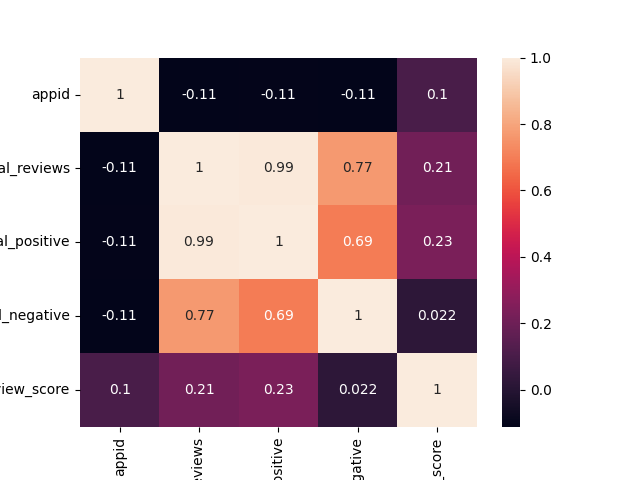 appid 1 -0.11 -0.11 -0.11 0.1
al_reviews -0.11 1 0.99 0.77 0.21
al_positive -0.11 0.99 1 0.69 0.23
l_negative -0.11 0.77 0.69 1 0.022
view_score 0.1 0.21 0.23 0.022 1
appid
eviews
ositive
gative
_score
1.0
0.8
0.6
0.4
0.2
0.0